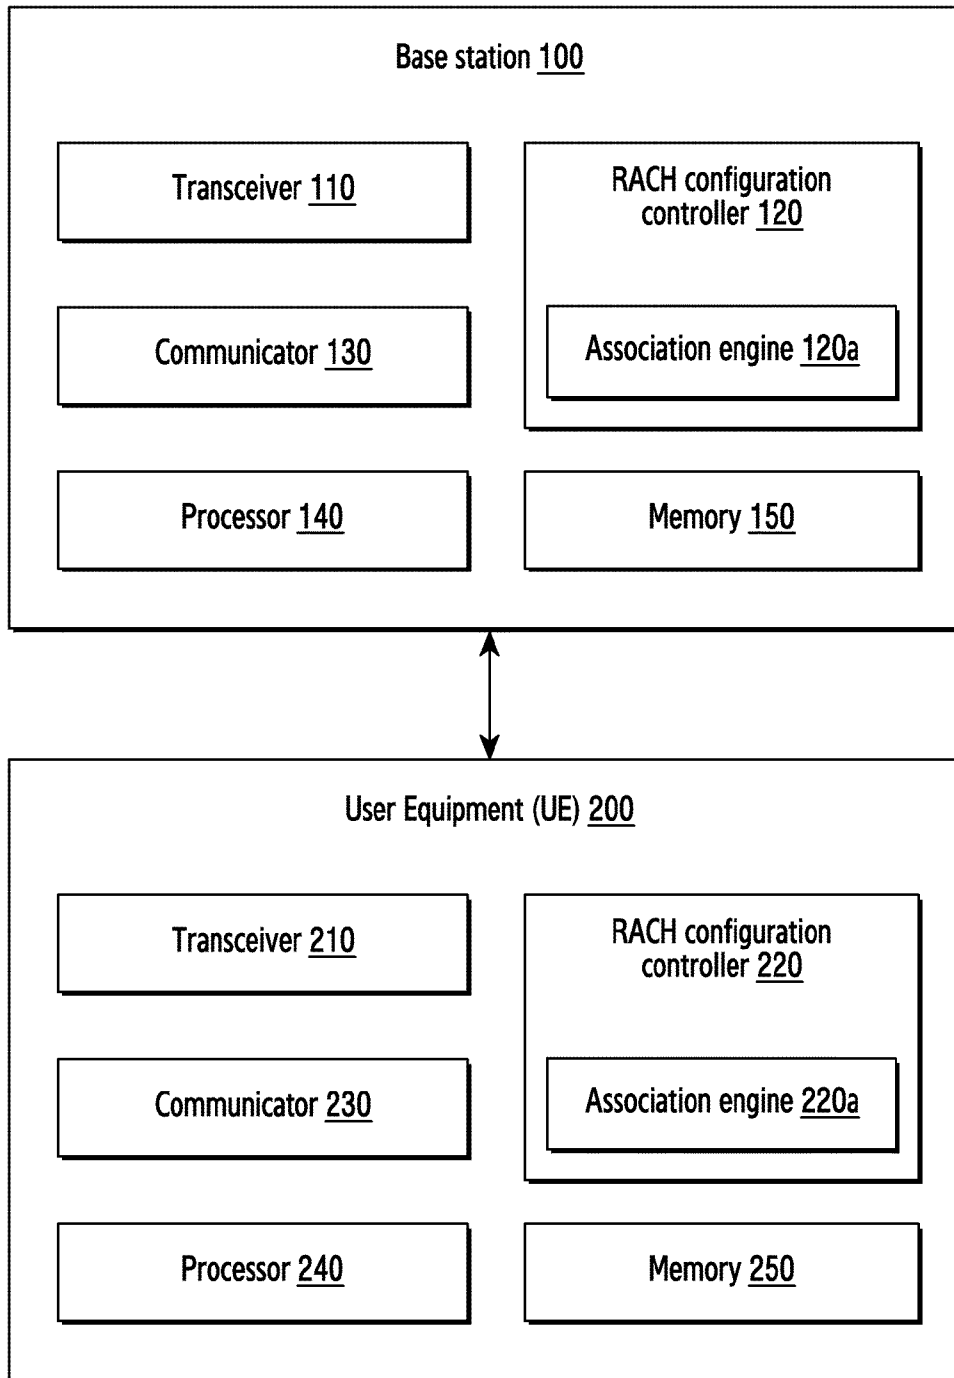 Base station 100
Transceiver 110
RACH configuration
controller 120
Communicator 130
Association engine 120a
Processor 140
Memory 150
User Equipment (UE) 200
Transceiver 210
RACH configuration
controller 220
Communicator 230
Association engine 220a
Processor 240
Memory 250